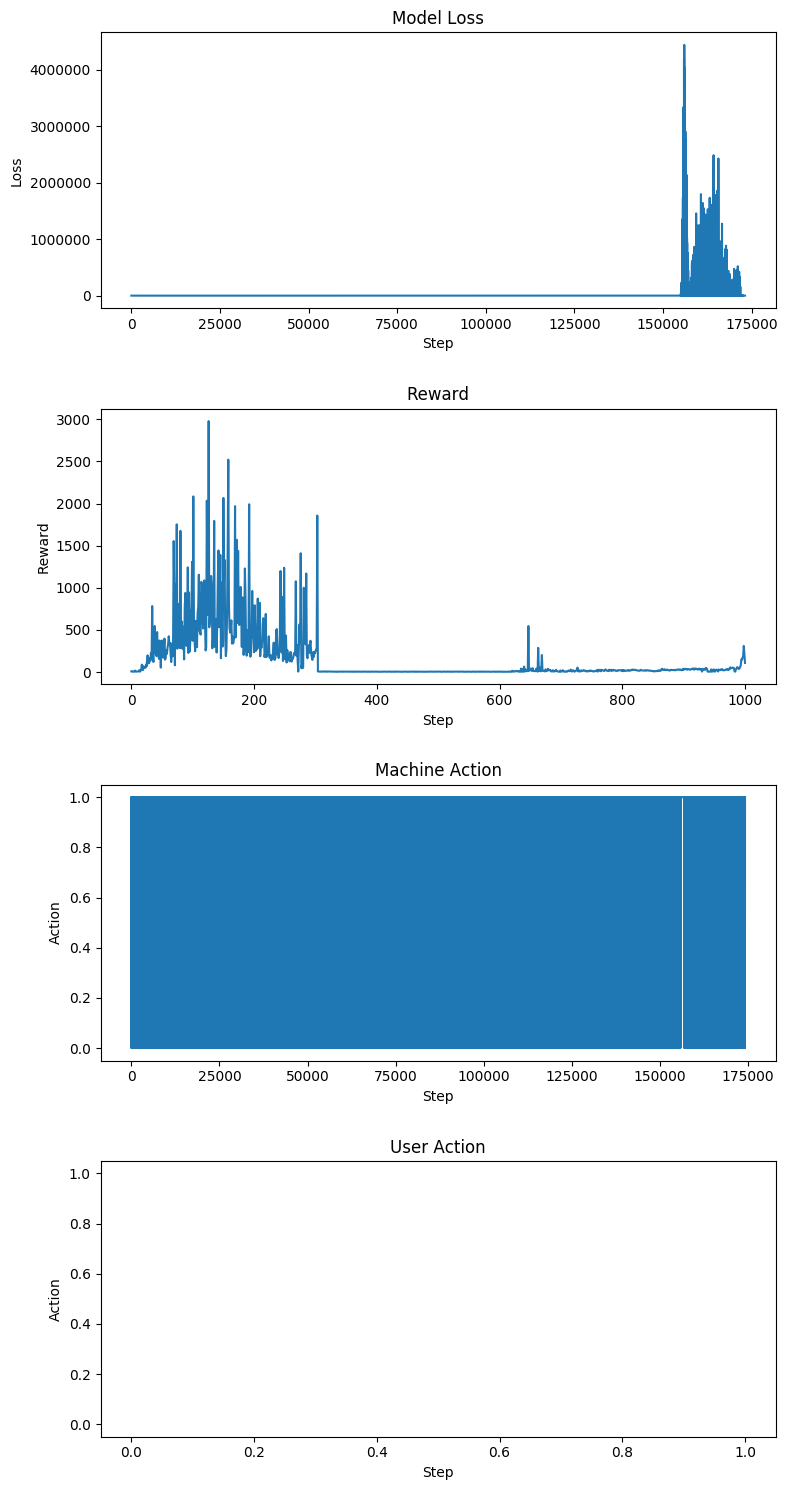 Model Loss
4000000
3000000
2000000
1000000
0
Loss
0 25000 50000 75000 100000 125000 150000 175000
Step
Reward
3000
2500
2000
1500
1000
500
0
Reward
0 200 400 600 800 1000
Step
Machine Action
1.0
0.8
0.6
0.4
0.2
0.0
Action
0 25000 50000 75000 100000 125000 150000 175000
Step
User Action
1.0
0.8
0.6
0.4
0.2
0.0
Action
0.0 0.2 0.4 0.6 0.8 1.0
Step